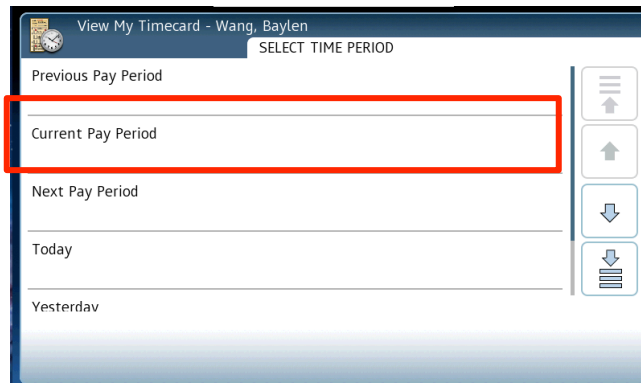 View My Timecard - Wang, Baylen
SELECT TIME PERIOD
Previous Pay Period
Current Pay Period
Next Pay Period
Today
Yesterday